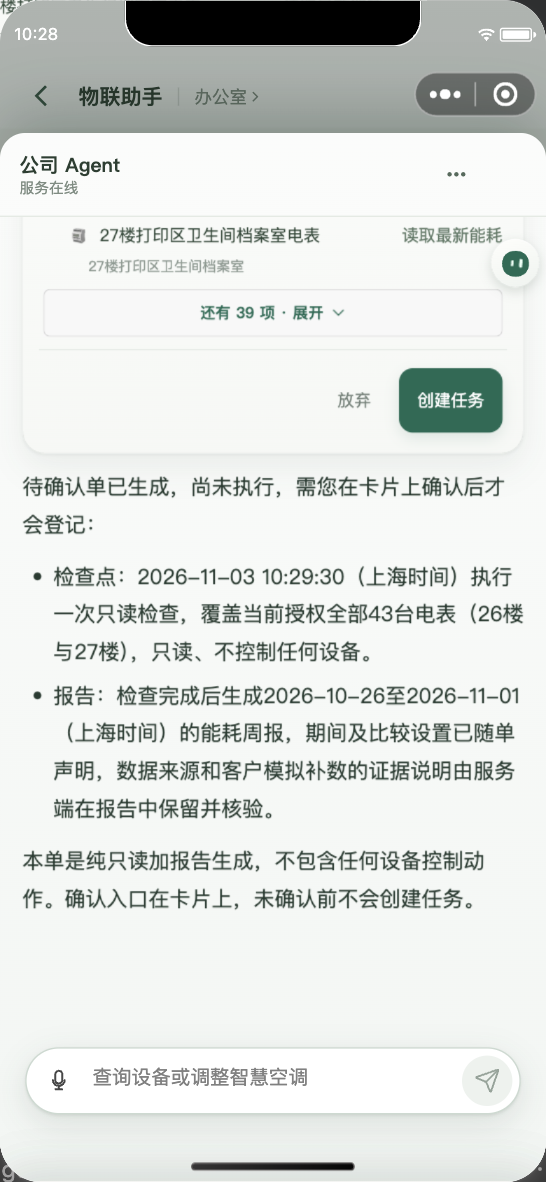 10:28
物联助手 | 办公室 >
公司 Agent
服务在线
27楼打印区卫生间档案室电表 读取最新能耗
27楼打印区卫生间档案室
还有 39 项 · 展开
放弃 创建任务
待确认单已生成，尚未执行，需您在卡片上确认后才
会登记：
• 检查点：2026–11–03 10:29:30（上海时间）执行
一次只读检查，覆盖当前授权全部43台电表（26楼
与27楼），只读、不控制任何设备。
• 报告：检查完成后生成2026–10–26至2026–11–01
（上海时间）的能耗周报，期间及比较设置已随单
声明，数据来源和客户模拟补数的证据说明由服务
端在报告中保留并核验。
本单是纯只读加报告生成，不包含任何设备控制动
作。确认入口在卡片上，未确认前不会创建任务。
查询设备或调整智慧空调